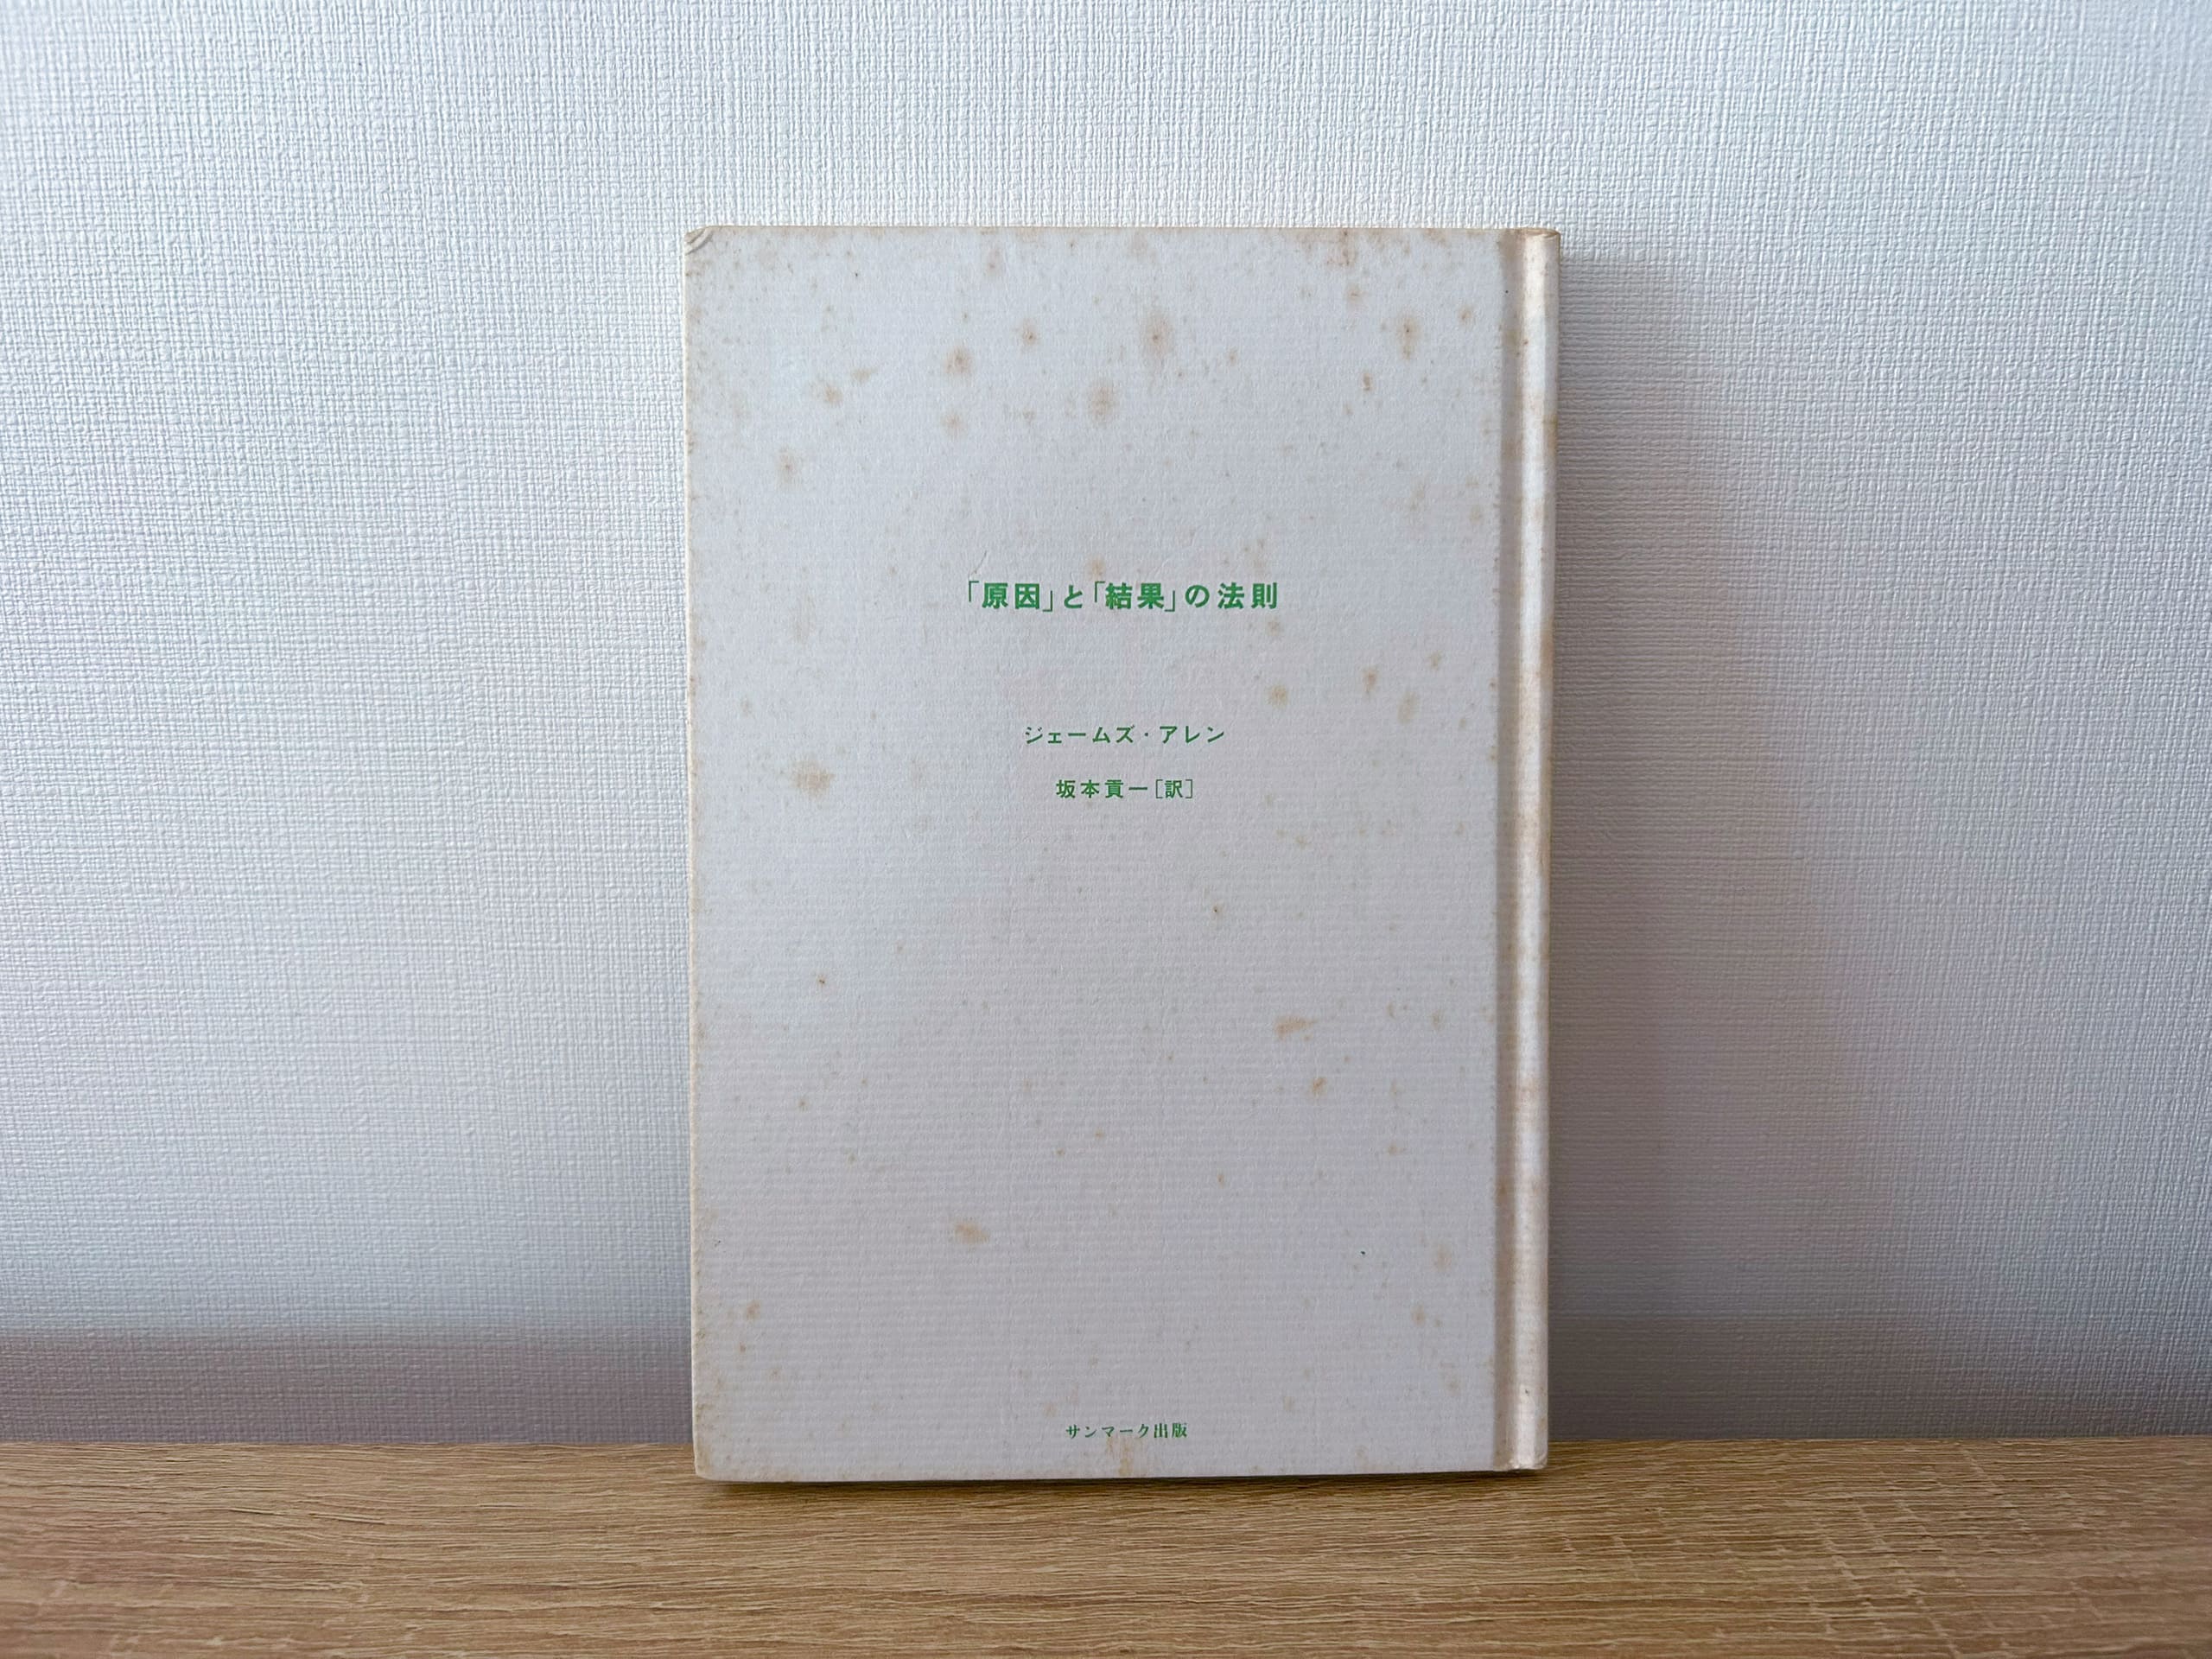 「原因」と「結果」の法則
ジェームズ・アレン
坂本貢一[訳]
サンマーク出版